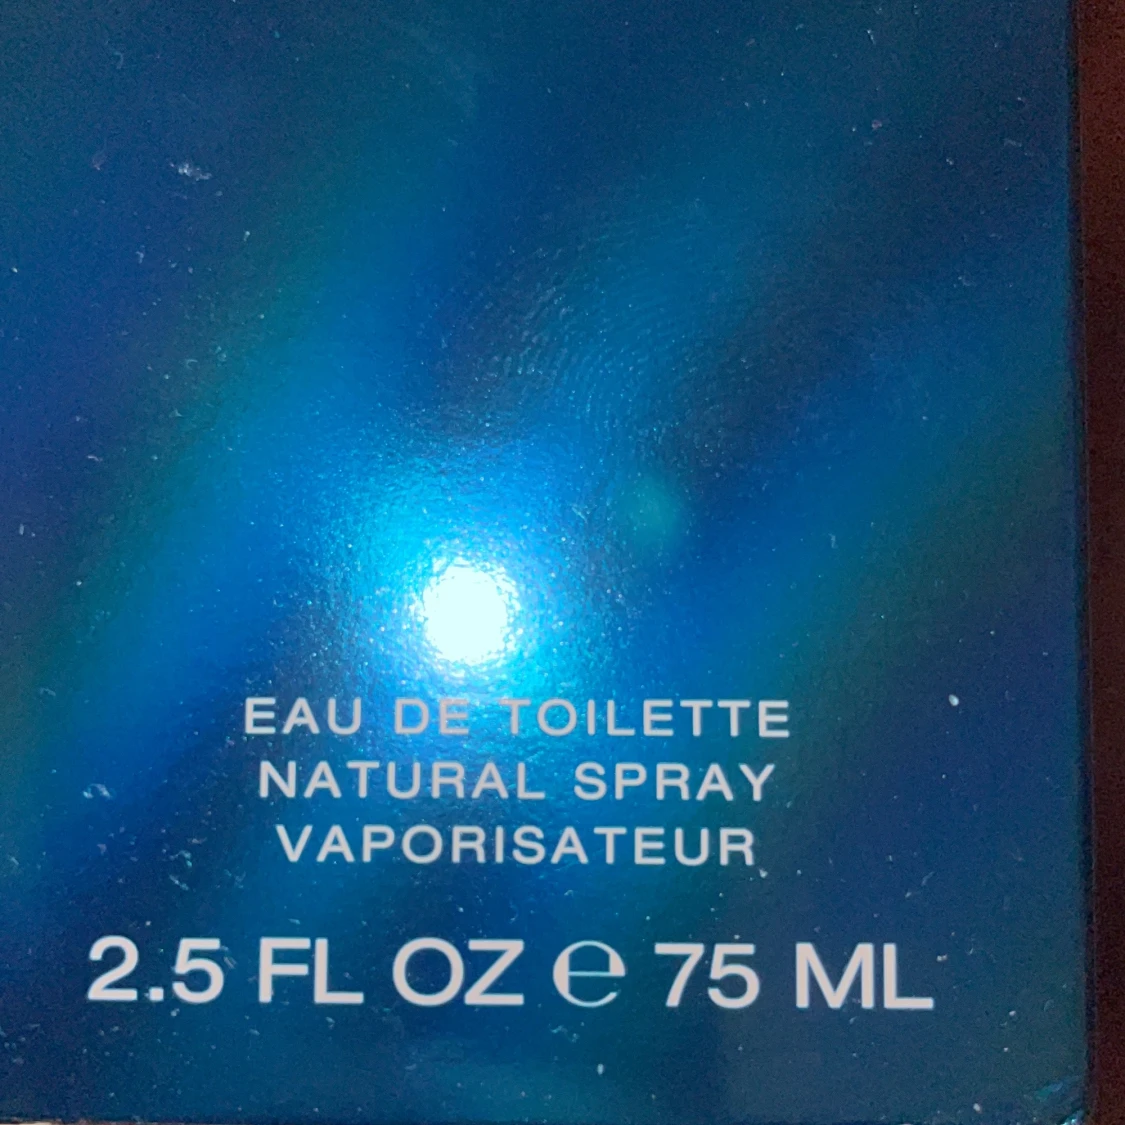 EAU DE TOILETTE
NATURAL SPRAY
VAPORISATEUR
2.5 FL OZ ℮ 75 ML